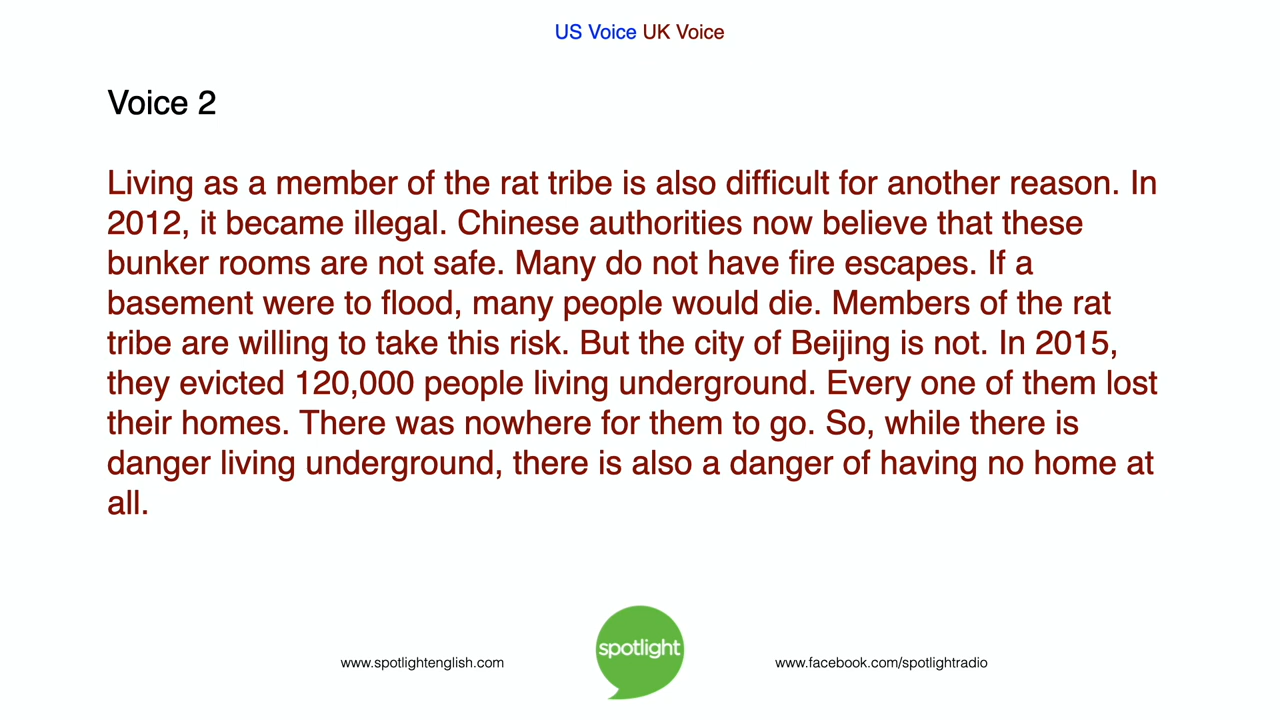 US Voice UK Voice
Voice 2
Living as a member of the rat tribe is also difficult for another reason. In
2012, it became illegal. Chinese authorities now believe that these
bunker rooms are not safe. Many do not have fire escapes. If a
basement were to flood, many people would die. Members of the rat
tribe are willing to take this risk. But the city of Beijing is not. In 2015,
they evicted 120,000 people living underground. Every one of them lost
their homes. There was nowhere for them to go. So, while there is
danger living underground, there is also a danger of having no home at
all.
spotlight
www.spotlightenglish.com
www.facebook.com/spotlightradio